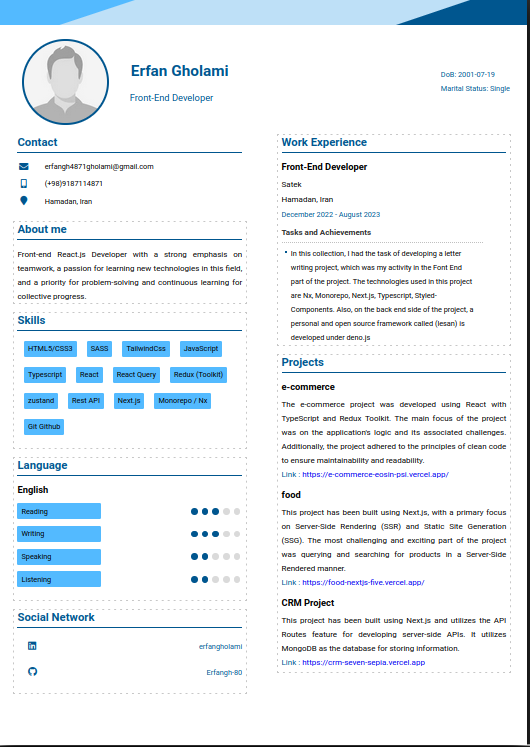 Erfan Gholami
Front-End Developer
DoB: 2001-07-19
Marital Status: Single
Contact
erfangh4871gholami@gmail.com
(+98)9187114871
Hamadan, Iran
About me
Front-end React.js Developer with a strong emphasis on
teamwork, a passion for learning new technologies in this field,
and a priority for problem-solving and continuous learning for
collective progress.
Skills
HTML5/CSS3 SASS TailwindCss JavaScript
Typescript React React Query Redux (Toolkit)
zustand Rest API Next.js Monorepo / Nx
Git Github
Language
English
Reading
Writing
Speaking
Listening
Social Network
erfangholami
Erfangh-80
Work Experience
Front-End Developer
Satek
Hamadan, Iran
December 2022 - August 2023
Tasks and Achievements
• In this collection, I had the task of developing a letter
writing project, which was my activity in the Font End
part of the project. The technologies used in this project
are Nx, Monorepo, Next.js, Typescript, Styled-
Components. Also, on the back end side of the project, a
personal and open source framework called (lesan) is
developed under deno.js
Projects
e-commerce
The e-commerce project was developed using React with
TypeScript and Redux Toolkit. The main focus of the project
was on the application's logic and its associated challenges.
Additionally, the project adhered to the principles of clean code
to ensure maintainability and readability.
Link : https://e-commerce-eosin-psi.vercel.app/
food
This project has been built using Next.js, with a primary focus
on Server-Side Rendering (SSR) and Static Site Generation
(SSG). The most challenging and exciting part of the project
was querying and searching for products in a Server-Side
Rendered manner.
Link : https://food-nextjs-five.vercel.app/
CRM Project
This project has been built using Next.js and utilizes the API
Routes feature for developing server-side APIs. It utilizes
MongoDB as the database for storing information.
Link : https://crm-seven-sepia.vercel.app